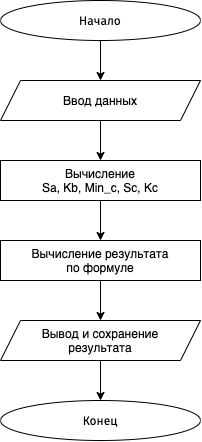 Начало
Ввод данных
Вычисление
Sa, Kb, Min_c, Sc, Kc
Вычисление результата
по формуле
Вывод и сохранение
результата
Конец